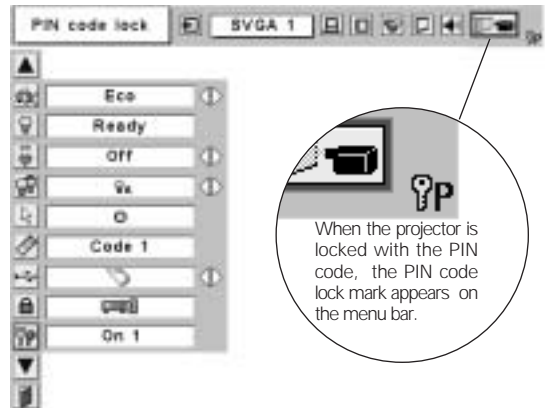 PIN code lock
SVGA 1
P
Eco
Ready
Off
Code 1
On 1
P
When the projector is
locked with the PIN
code, the PIN code
lock mark appears on
the menu bar.